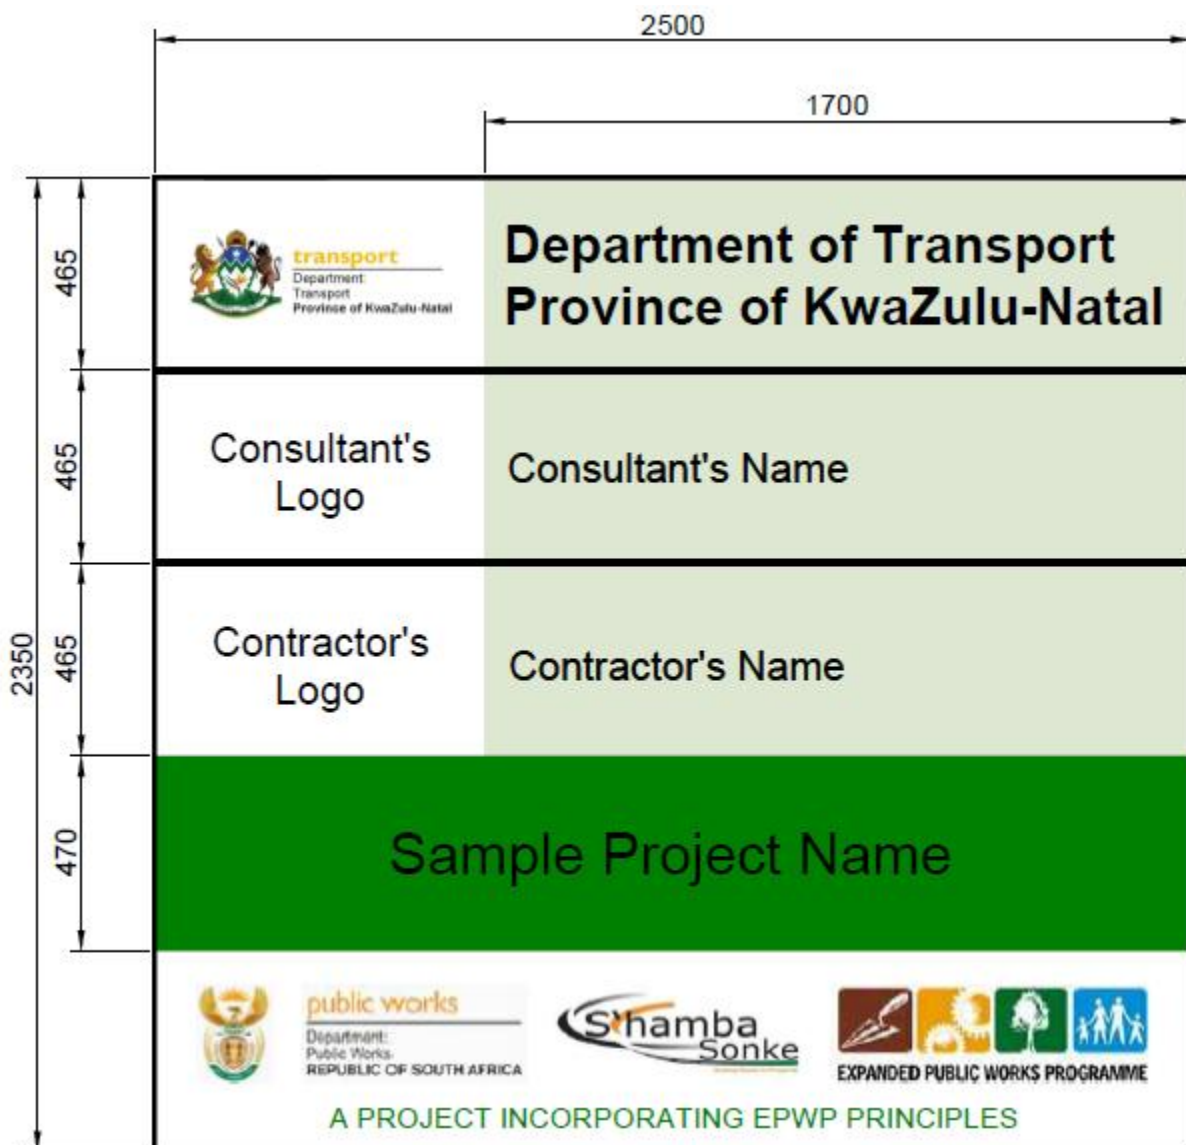 2500
1700
465
transport
Department:
Transport
Province of KwaZulu-Natal
Department of Transport
Province of KwaZulu-Natal
465
Consultant's
Logo
Consultant's Name
2350
465
Contractor's
Logo
Contractor's Name
470
Sample Project Name
public works
Department:
Public Works
REPUBLIC OF SOUTH AFRICA
S'hamba
Sonke
EXPANDED PUBLIC WORKS PROGRAMME
A PROJECT INCORPORATING EPWP PRINCIPLES